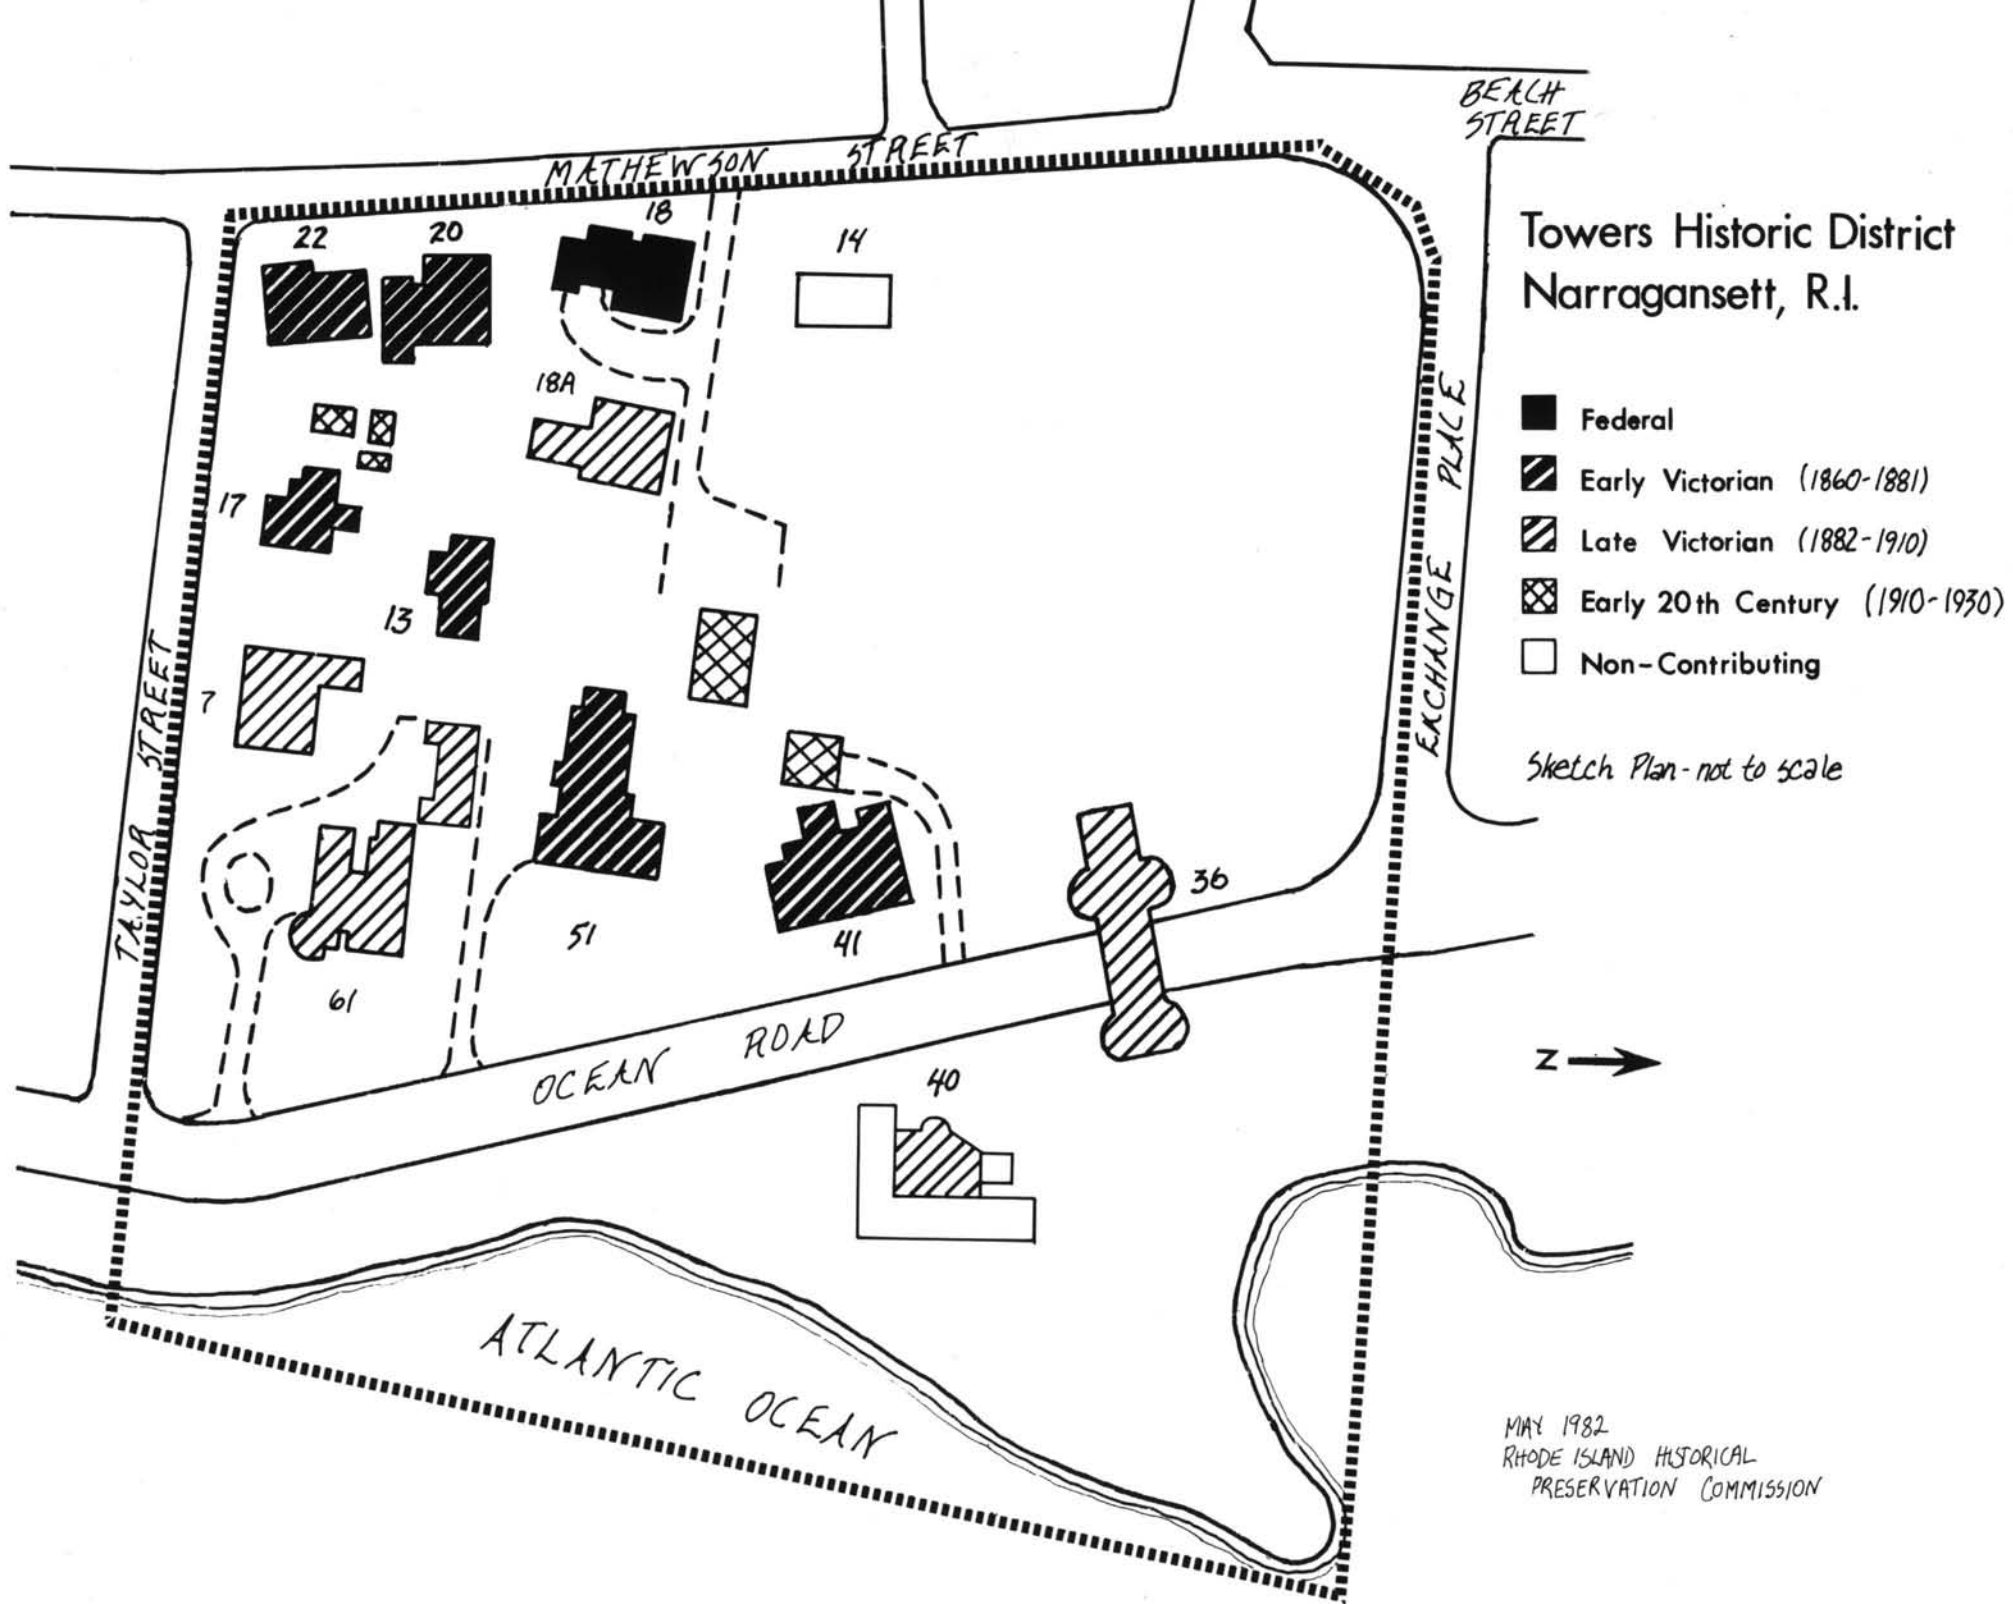 BEACH
STREET
MATHEWSON STREET
Towers Historic District
Narragansett, R.I.
22
20
18
14
18A
17
13
7
51
41
36
61
40
TAYLOR STREET
EXCHANGE PLACE
OCEAN ROAD
ATLANTIC OCEAN
Federal
Early Victorian (1860-1881)
Late Victorian (1882-1910)
Early 20th Century (1910-1930)
Non-Contributing
Sketch Plan - not to scale
N
MAY 1982
RHODE ISLAND HISTORICAL
PRESERVATION COMMISSION